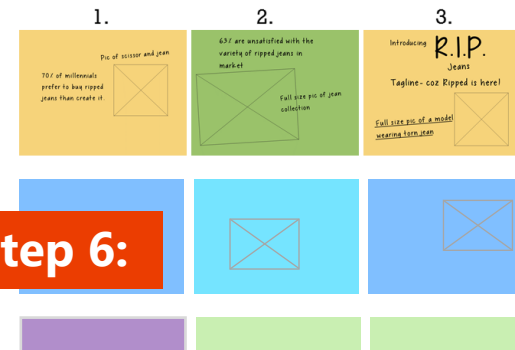 1.
2.
3.
Pic of scissor and jean
70% of millennials
prefer to buy ripped
jeans than create it.
63% are unsatisfied with the
variety of ripped jeans in
market
Full size pic of jean
collection
Introducing R.I.P.
Jeans
Tagline- coz Ripped is here!
Full size pic of a model
wearing torn jean
tep 6: